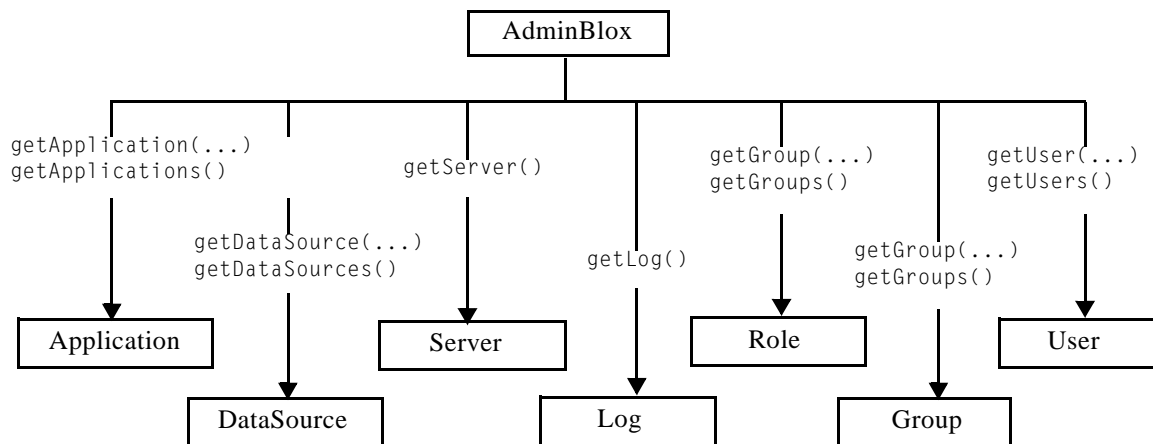 AdminBlox
getApplication(...)
getApplications()
getServer()
getGroup(...)
getGroups()
getUser(...)
getUsers()
getDataSource(...)
getDataSources()
getLog()
getGroup(...)
getGroups()
Application
Server
Role
User
DataSource
Log
Group